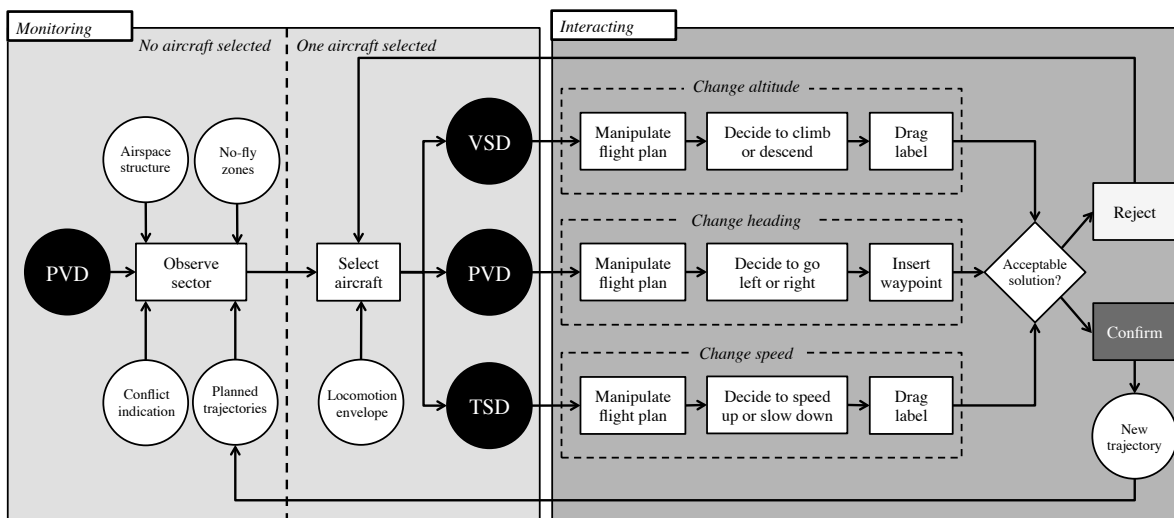 Monitoring
Interacting
No aircraft selected
One aircraft selected
Change altitude
VSD
Manipulate
flight plan
Decide to climb
or descend
Drag
label
Airspace
structure
No-fly
zones
Reject
Change heading
PVD
Observe
sector
Select
aircraft
PVD
Manipulate
flight plan
Decide to go
left or right
Insert
waypoint
Acceptable
solution?
Confirm
Change speed
Conflict
indication
Planned
trajectories
Locomotion
envelope
TSD
Manipulate
flight plan
Decide to speed
up or slow down
Drag
label
New
trajectory